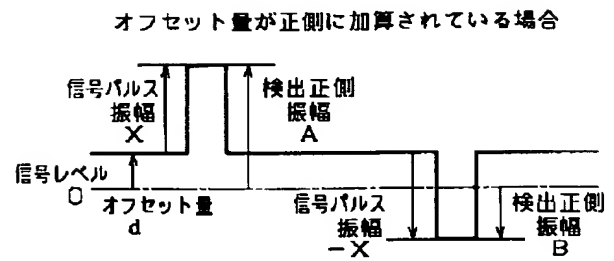 オフセット量が正側に加算されている場合
信号パルス
振幅
X
検出正側
振幅
A
信号レベル
0
オフセット量
d
信号パルス
振幅
-X
検出正側
振幅
B